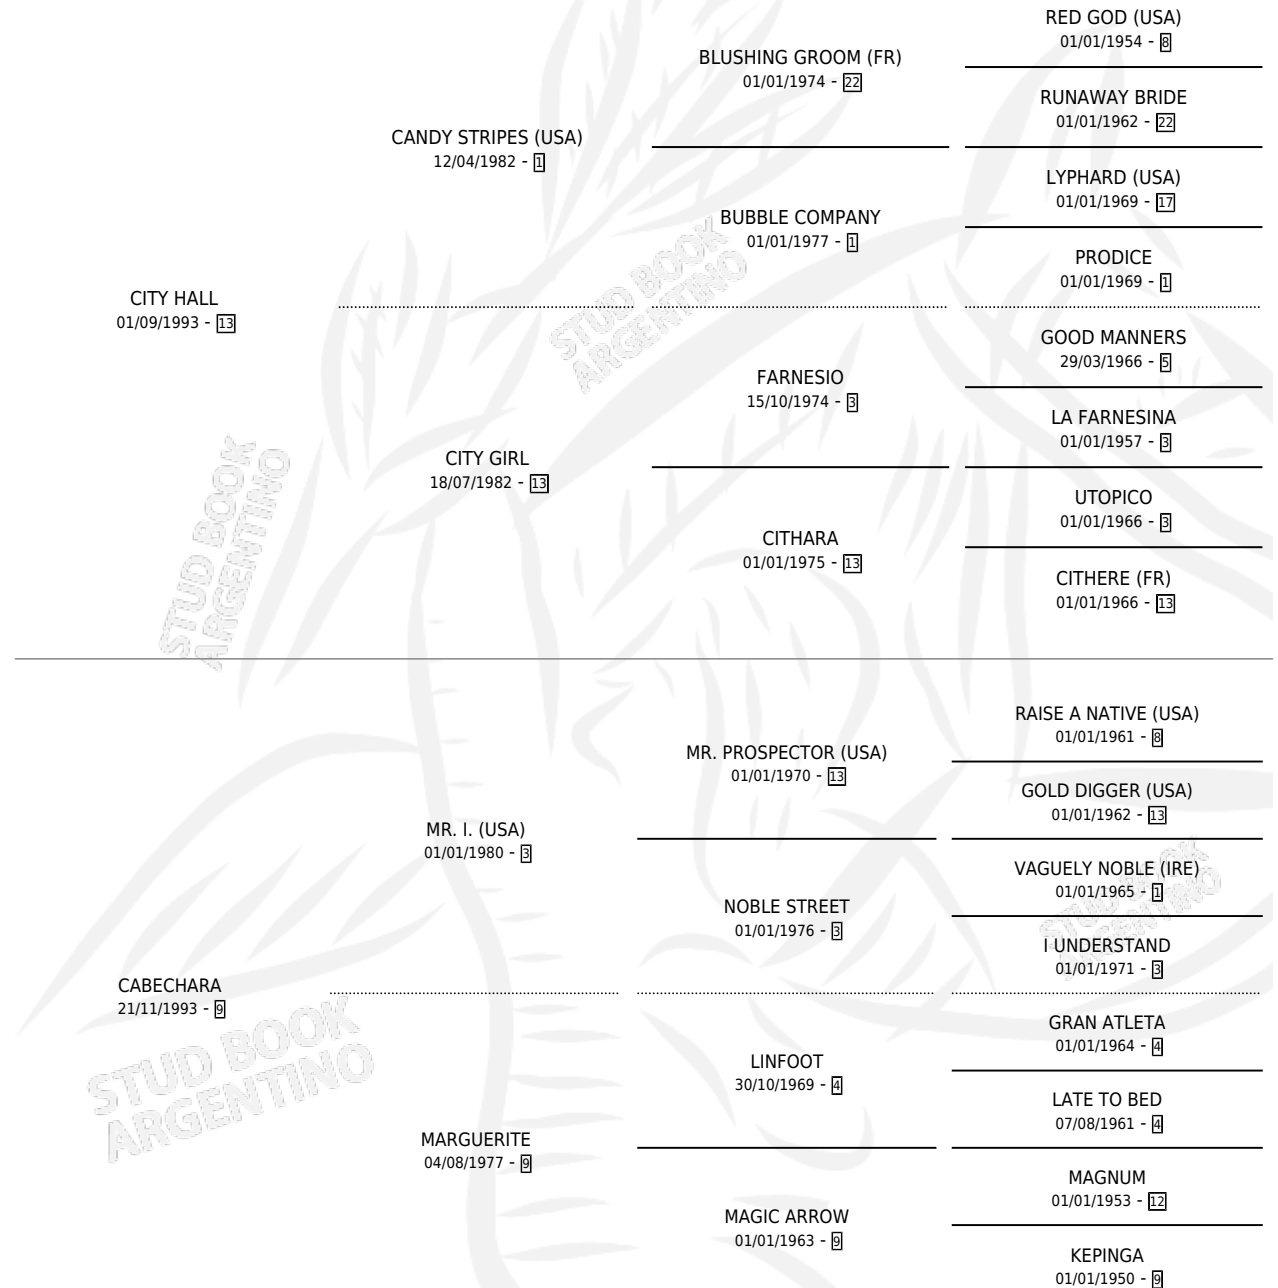 RED GOD (USA)
01/01/1954 - 8
BLUSHING GROOM (FR)
01/01/1974 - 22
RUNAWAY BRIDE
01/01/1962 - 22
CANDY STRIPES (USA)
12/04/1982 - 1
LYPHARD (USA)
01/01/1969 - 17
BUBBLE COMPANY
01/01/1977 - 1
PRODICE
01/01/1969 - 1
CITY HALL
01/09/1993 - 13
STUD BOOK
ARGENTINO
GOOD MANNERS
29/03/1966 - 5
FARNESIO
15/10/1974 - 3
LA FARNESINA
01/01/1957 - 3
CITY GIRL
18/07/1982 - 13
UTOPICO
01/01/1966 - 3
CITHARA
01/01/1975 - 13
CITHERE (FR)
01/01/1966 - 13
STUD BOOK
ARGENTINO
RAISE A NATIVE (USA)
01/01/1961 - 8
MR. PROSPECTOR (USA)
01/01/1970 - 13
GOLD DIGGER (USA)
01/01/1962 - 13
MR. I. (USA)
01/01/1980 - 3
VAGUELY NOBLE (IRE)
01/01/1965 - 1
STUD BOOK
ARGENTINO
NOBLE STREET
01/01/1976 - 3
I UNDERSTAND
01/01/1971 - 3
CABECHARA
21/11/1993 - 9
STUD BOOK
ARGENTINO
GRAN ATLETA
01/01/1964 - 4
LINFOOT
30/10/1969 - 4
LATE TO BED
07/08/1961 - 4
MARGUERITE
04/08/1977 - 9
MAGNUM
01/01/1953 - 12
MAGIC ARROW
01/01/1963 - 9
KEPINGA
01/01/1950 - 9